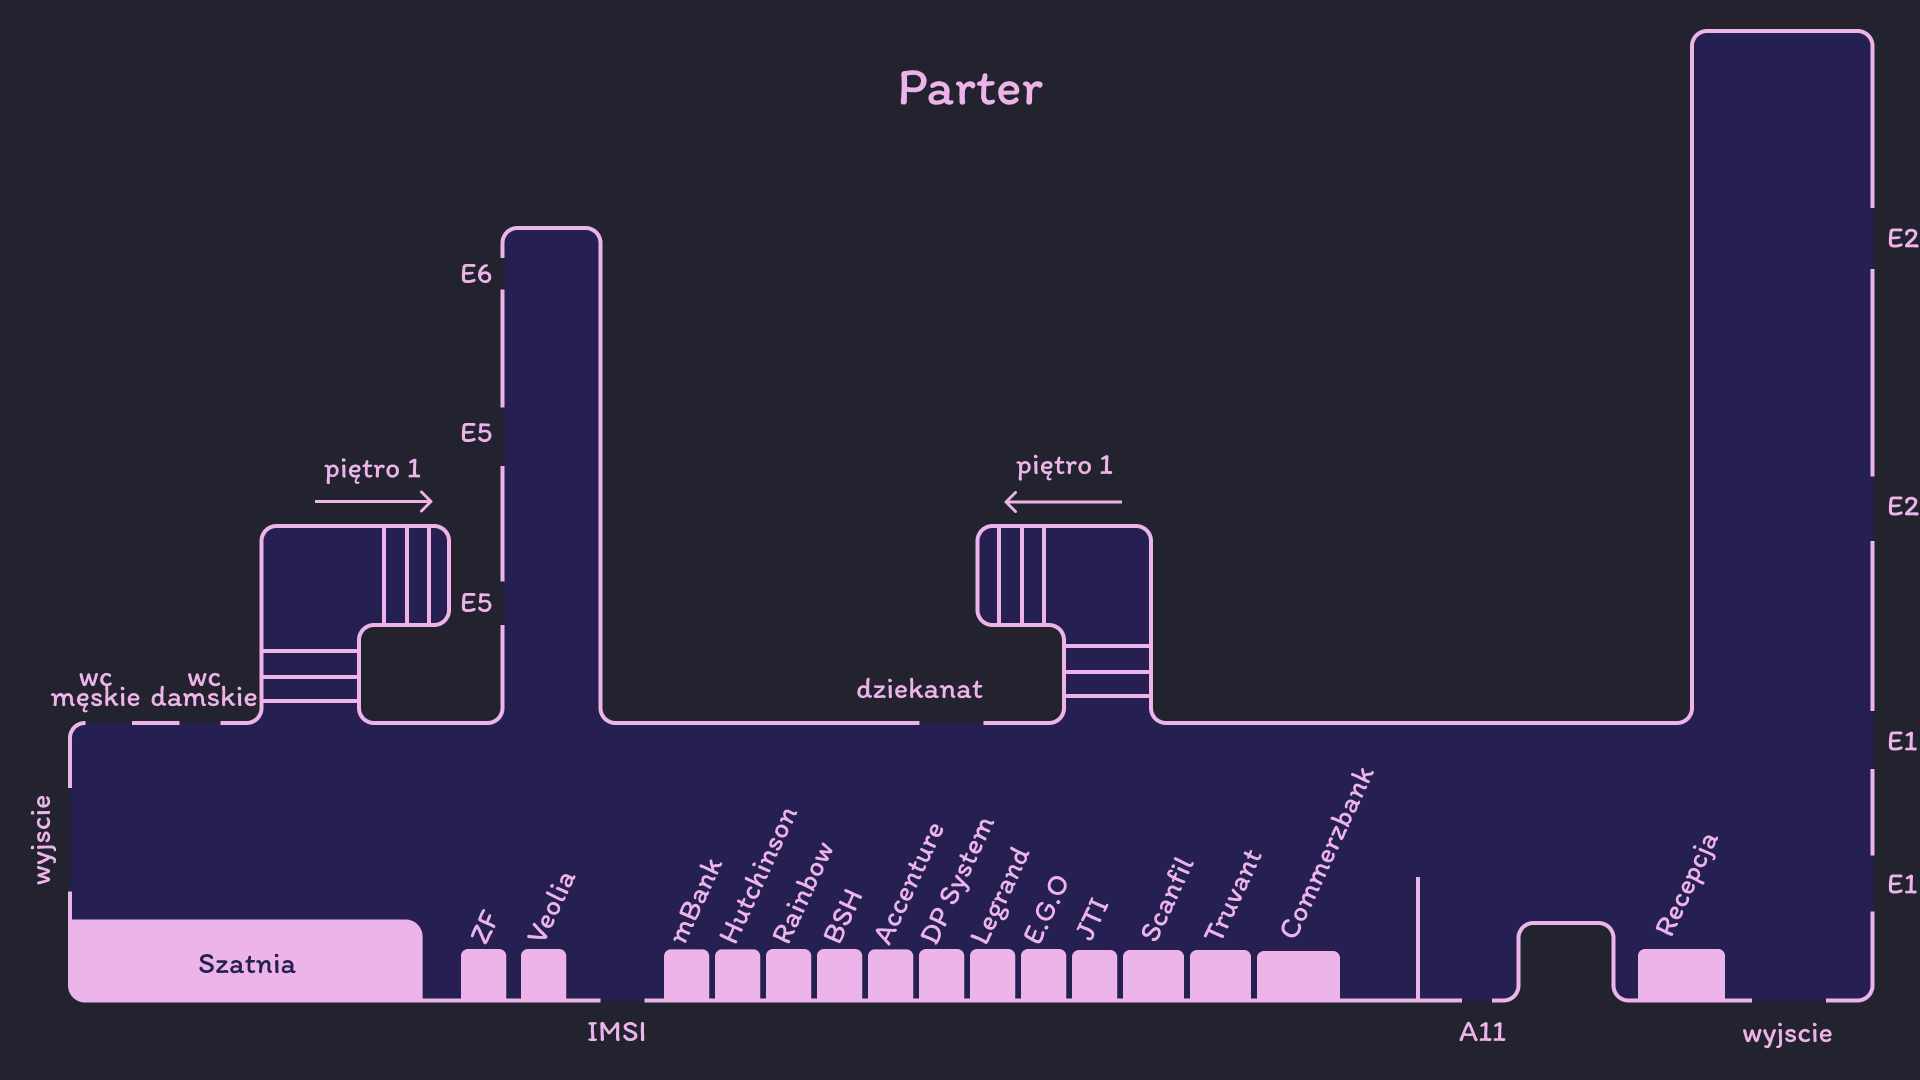 Parter
E2
E6
E5
piętro 1
piętro 1
E2
E5
wc
męskie
wc
damskie
dziekanat
E1
wyjscie
E1
Szatnia
ZF
Veolia
mBank
Hutchinson
Rainbow
BSH
Accenture
DP System
Legrand
E.G.O
JTI
Scanfil
Truvant
Commerzbank
Recepcja
IMSI
A11
wyjscie